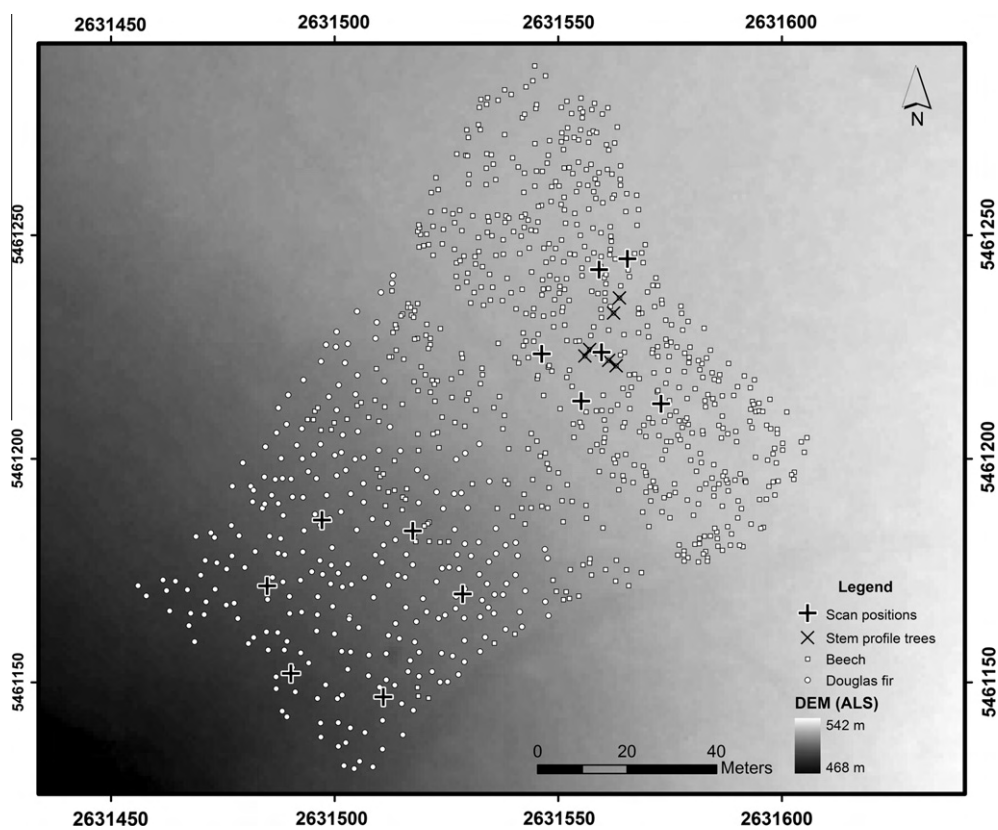 2631450 2631500 2631550 2631600
N
5461250 5461250
5461200 5461200
5461150 5461150
Legend
Scan positions
Stem profile trees
Beech
Douglas fir
DEM (ALS)
542 m
468 m
0 20 40
Meters
2631450 2631500 2631550 2631600